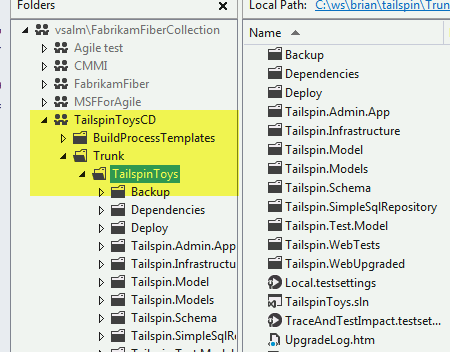 Folders
vsalm\FabrikamFiberCollection
Agile test
CMMI
FabrikamFiber
MSFForAgile
TailspinToysCD
BuildProcessTemplates
Trunk
TailspinToys
Backup
Dependencies
Deploy
Tailspin.Admin.App
Tailspin.Infrastructu
Tailspin.Model
Tailspin.Models
Tailspin.Schema
Tailspin.SimpleSqlRe
Local Path: C:\ws\brian\tailspin\Trun
Name
Backup
Dependencies
Deploy
Tailspin.Admin.App
Tailspin.Infrastructure
Tailspin.Model
Tailspin.Models
Tailspin.Schema
Tailspin.SimpleSqlRepository
Tailspin.Test.Model
Tailspin.WebTests
Tailspin.WebUpgraded
Local.testsettings
TailspinToys.sln
TraceAndTestImpact.testset...
UpgradeLog.htm